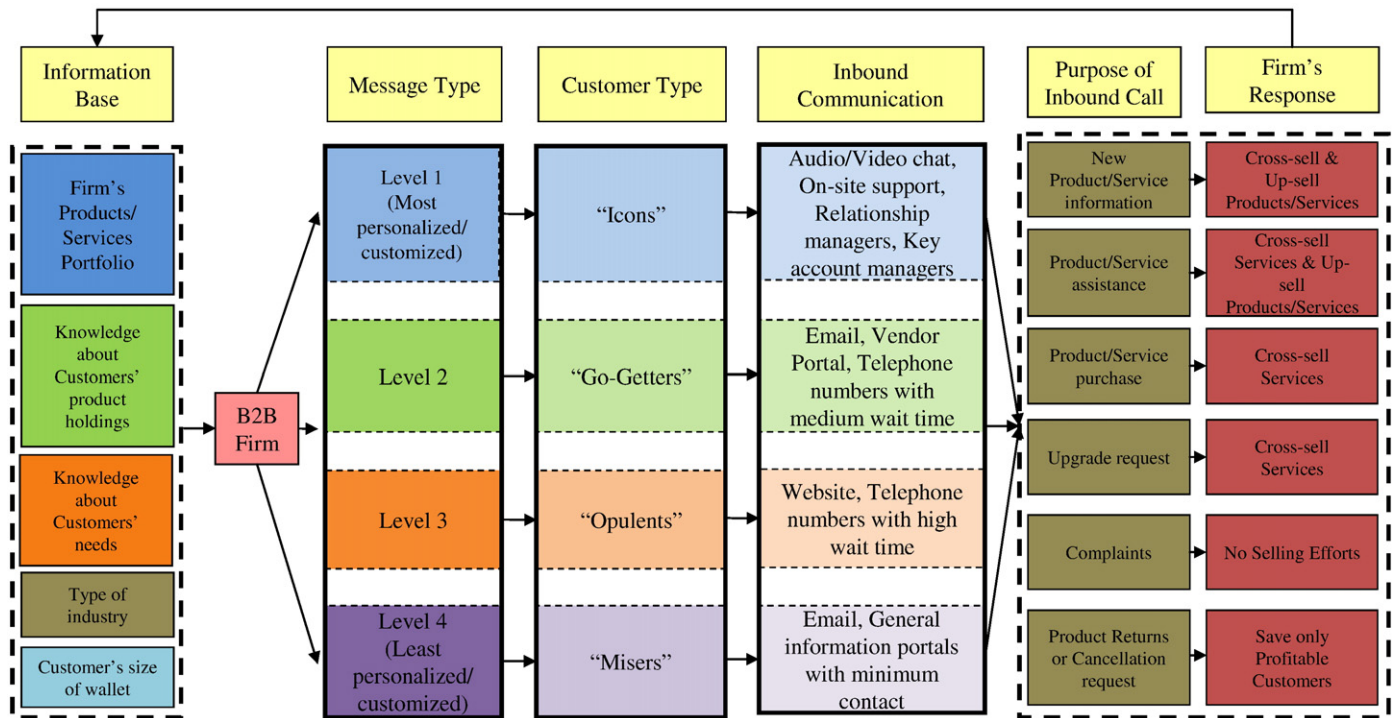 Information
Base
Message Type
Customer Type
Inbound
Communication
Purpose of
Inbound Call
Firm's
Response
Firm's
Products/
Services
Portfolio
Knowledge
about
Customers'
product
holdings
Knowledge
about
Customers'
needs
Type of
industry
Customer's size
of wallet
B2B
Firm
Level 1
(Most
personalized/
customized)
Level 2
Level 3
Level 4
(Least
personalized/
customized)
“Icons”
“Go-Getters”
“Opulents”
“Misers”
Audio/Video chat,
On-site support,
Relationship
managers, Key
account managers
Email, Vendor
Portal, Telephone
numbers with
medium wait time
Website, Telephone
numbers with high
wait time
Email, General
information portals
with minimum
contact
New
Product/Service
information
Cross-sell &
Up-sell
Products/Services
Product/Service
assistance
Cross-sell
Services & Up-
sell
Products/Services
Product/Service
purchase
Cross-sell
Services
Upgrade request
Cross-sell
Services
Complaints
No Selling Efforts
Product Returns
or Cancellation
request
Save only
Profitable
Customers